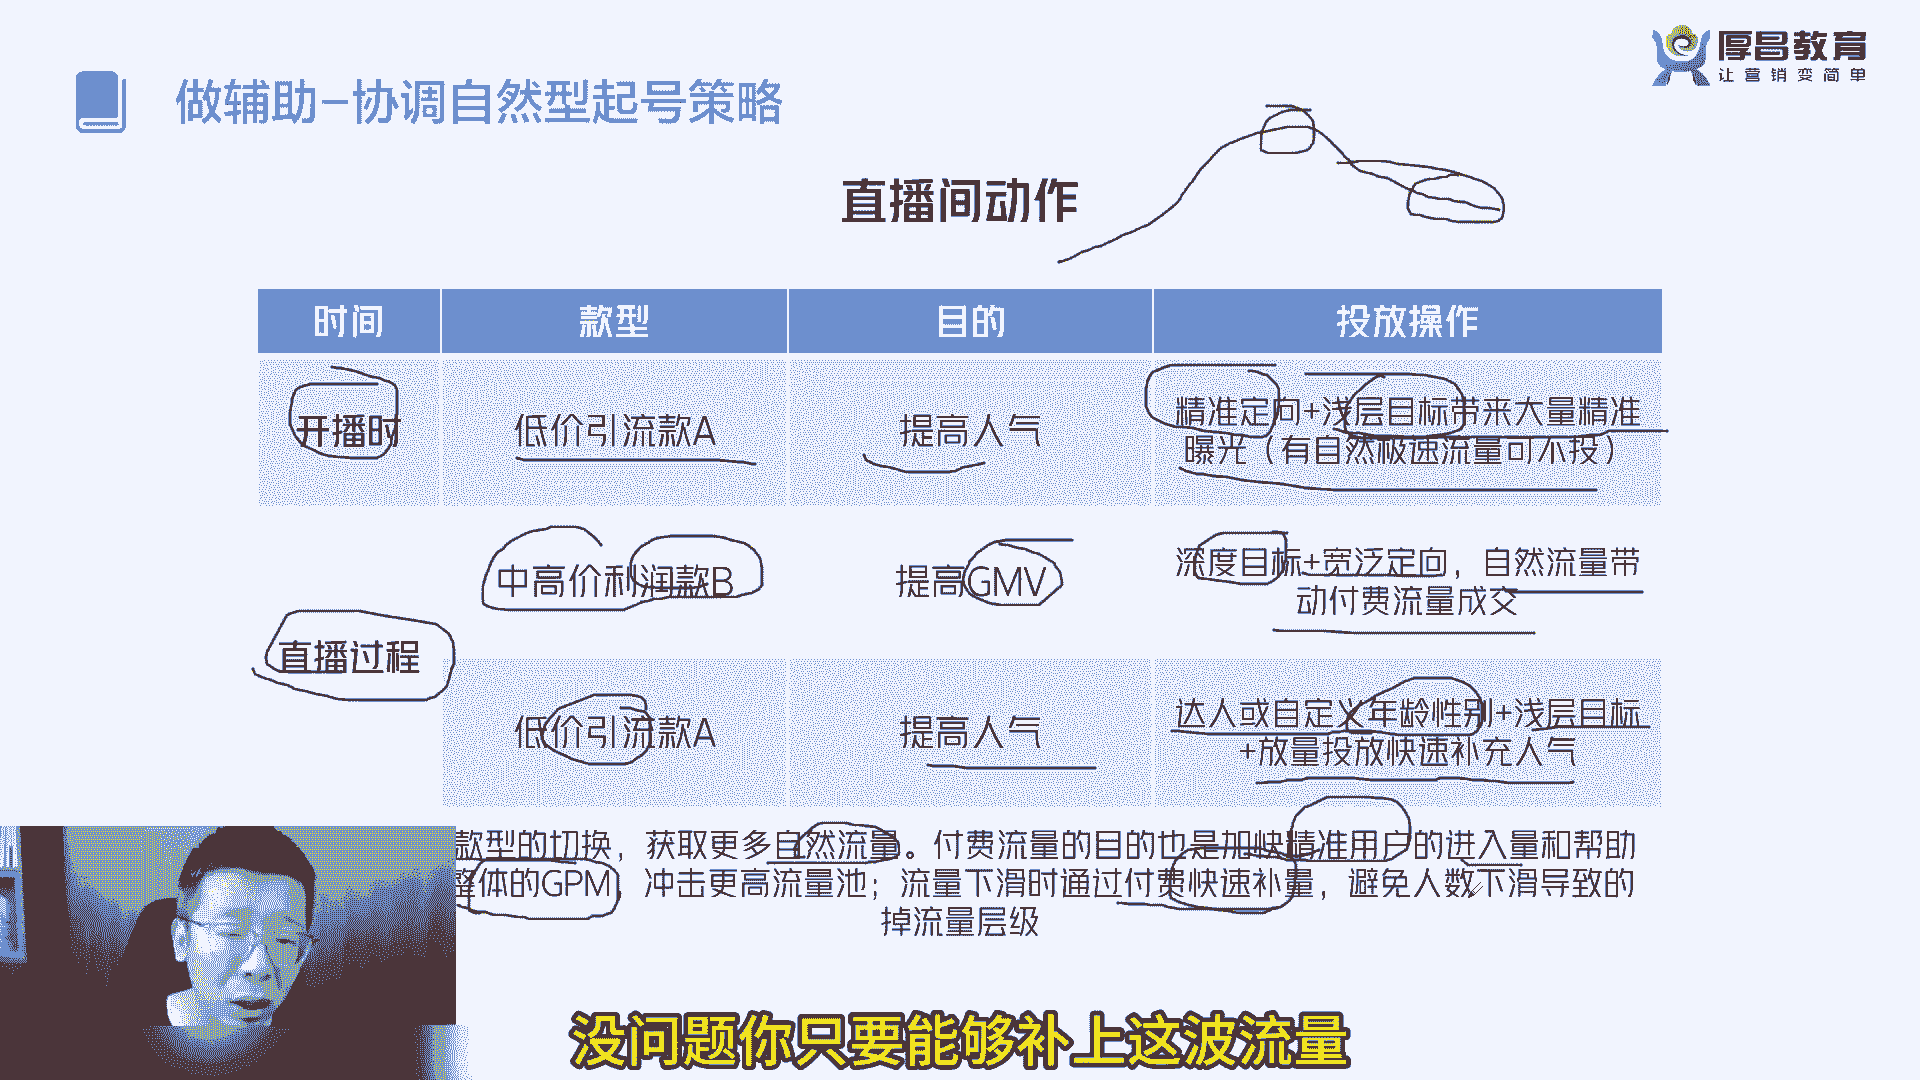 厚昌教育
让营销变简单
做辅助-协调自然型起号策略
直播间动作
时间 款型 目的 投放操作
开播时 低价引流款A 提高人气 精准定向+浅层目标带来大量精准
曝光（有自然极速流量可不投）
直播过程
中高价利润款B 提高GMV 深度目标+宽泛定向，自然流量带
动付费流量成交
低价引流款A 提高人气 达人或自定义年龄性别+浅层目标
+放量投放快速补充人气
款型的切换，获取更多自然流量。付费流量的目的也是加快精准用户的进入量和帮助
整体的GPM，冲击更高流量池；流量下滑时通过付费快速补量，避免人数下滑导致的
掉流量层级
没问题你只要能够补上这波流量